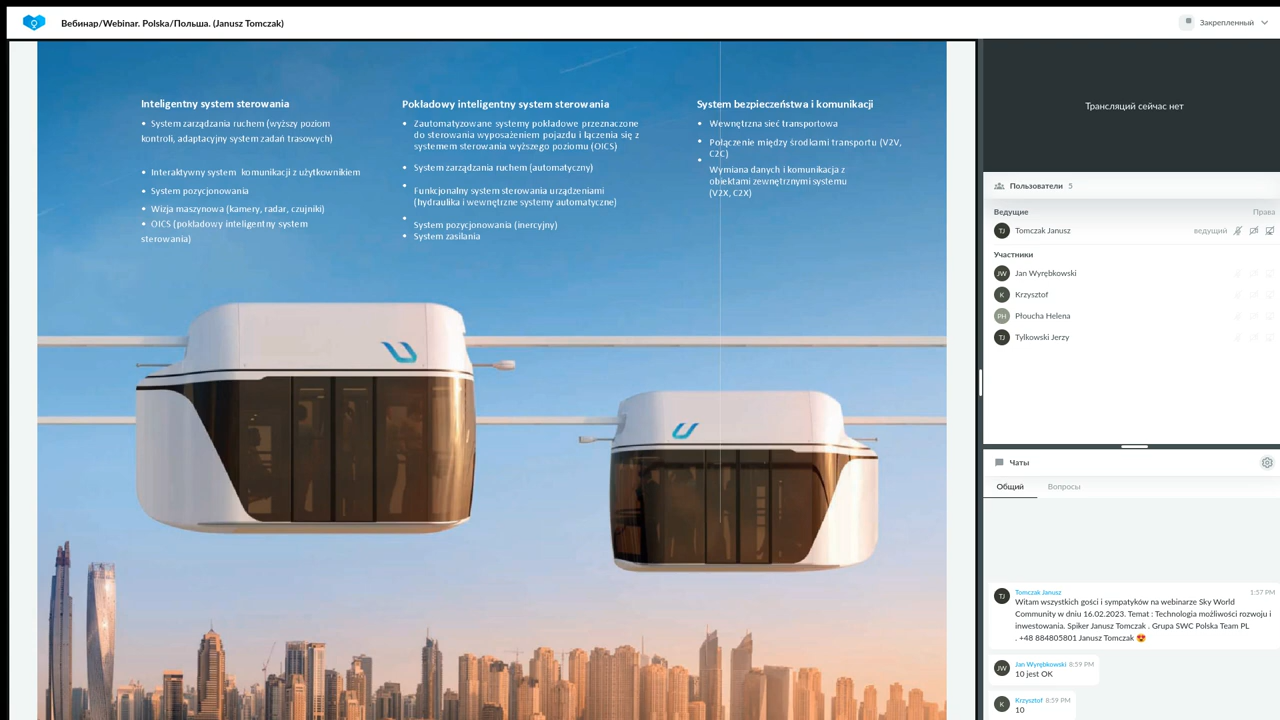 Вебинар/Webinar. Polska/Польша. (Janusz Tomczak)
Закрепленный
Inteligentny system sterowania
• System zarządzania ruchem (wyższy poziom
kontroli, adaptacyjny system zadań trasowych)
• Interaktywny system komunikacji z użytkownikiem
• System pozycjonowania
• Wizja maszynowa (kamery, radar, czujniki)
• OICS (pokładowy inteligentny system
sterowania)
Pokładowy inteligentny system sterowania
• Zautomatyzowane systemy pokładowe przeznaczone
do sterowania wyposażeniem pojazdu i łączenia się z
systemem sterowania wyższego poziomu (OICS)
• System zarządzania ruchem (automatyczny)
• Funkcjonalny system sterowania urządzeniami
(hydraulika i wewnętrzne systemy automatyczne)
• System pozycjonowania (inercyjny)
• System zasilania
System bezpieczeństwa i komunikacji
• Wewnętrzna sieć transportowa
• Połączenie między środkami transportu (V2V,
C2C)
• Wymiana danych i komunikacja z
obiektami zewnętrznymi systemu
(V2X, C2X)
Трансляций сейчас нет
Пользователи 5
Ведущие Права
TJ Tomczak Janusz ведущий
Участники
JW Jan Wyrębkowski
K Krzysztof
PH Płoucha Helena
TJ Tylkowski Jerzy
Чаты
Общий Вопросы
TJ Tomczak Janusz 1:57 PM
Witam wszystkich gości i sympatyków na webinarze Sky World
Community w dniu 16.02.2023. Temat : Technologia możliwości rozwoju i
inwestowania. Spiker Janusz Tomczak . Grupa SWC Polska Team PL
. +48 884805801 Janusz Tomczak 😍
JW Jan Wyrębkowski 8:59 PM
10 jest OK
K Krzysztof 8:59 PM
10